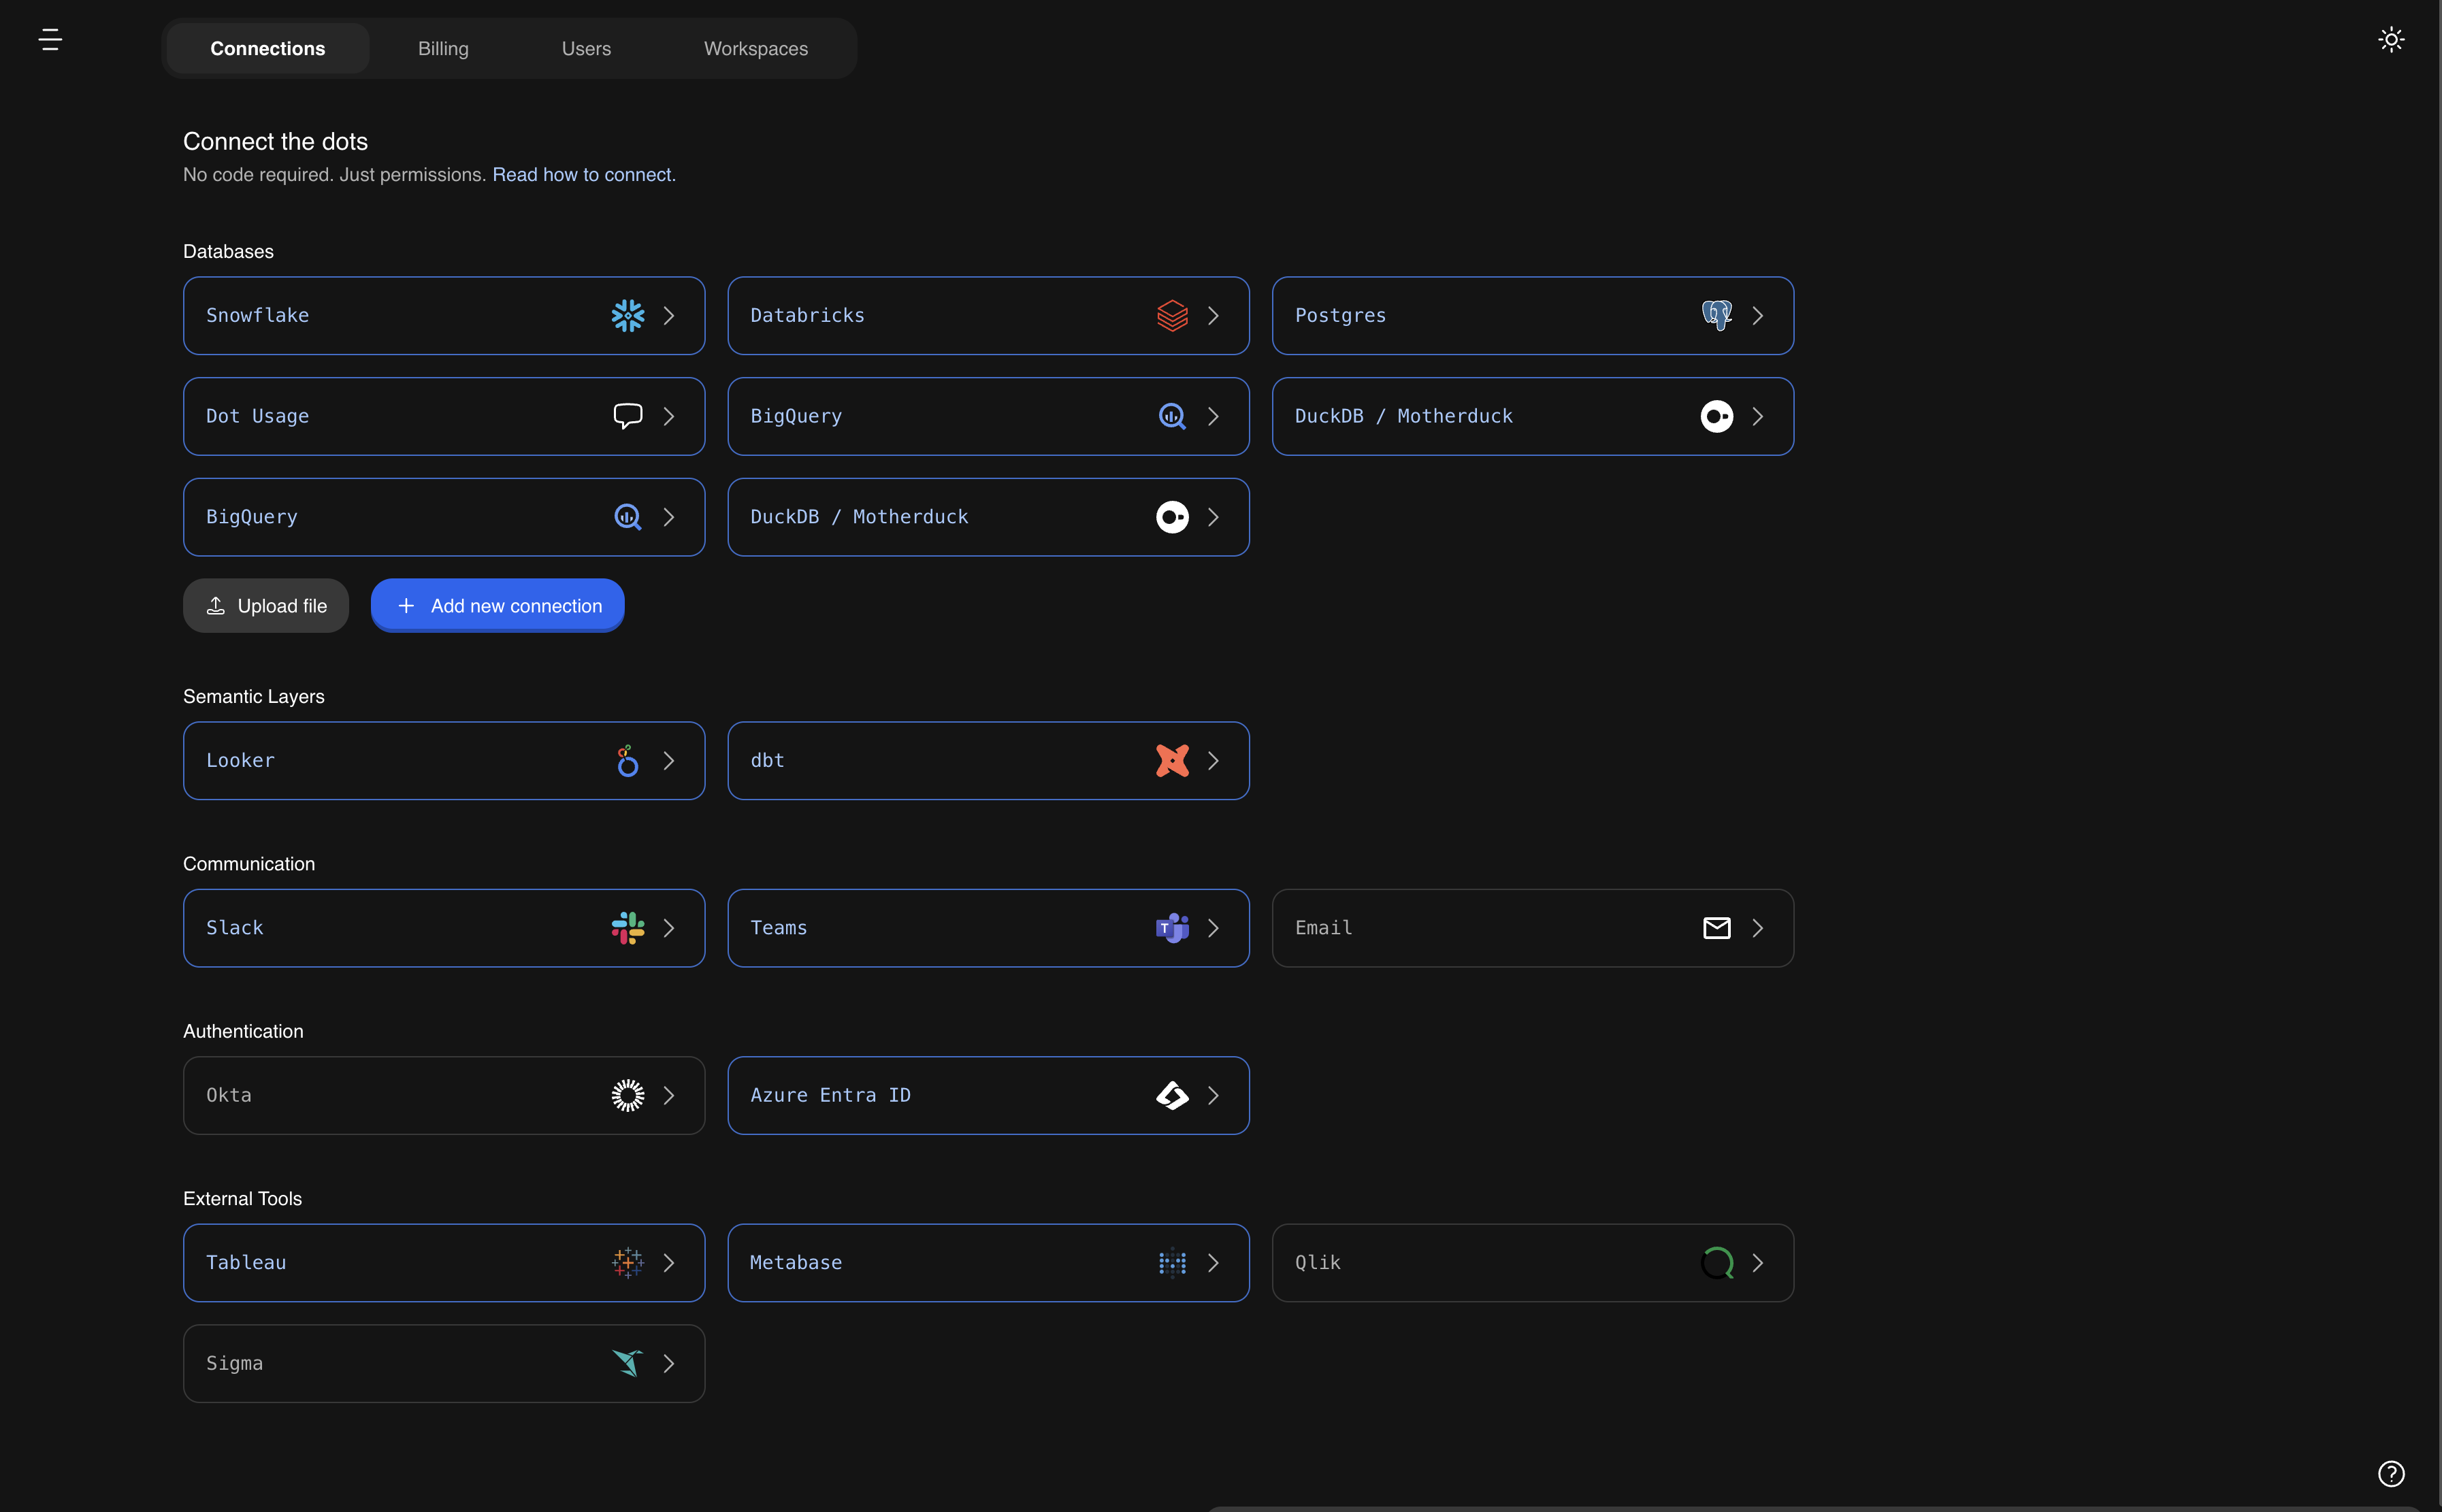 Connections Billing Users Workspaces
Connect the dots
No code required. Just permissions. Read how to connect.
Databases
Snowflake Databricks Postgres
Dot Usage BigQuery DuckDB / Motherduck
BigQuery DuckDB / Motherduck
Upload file + Add new connection
Semantic Layers
Looker dbt
Communication
Slack Teams Email
Authentication
Okta Azure Entra ID
External Tools
Tableau Metabase Qlik
Sigma